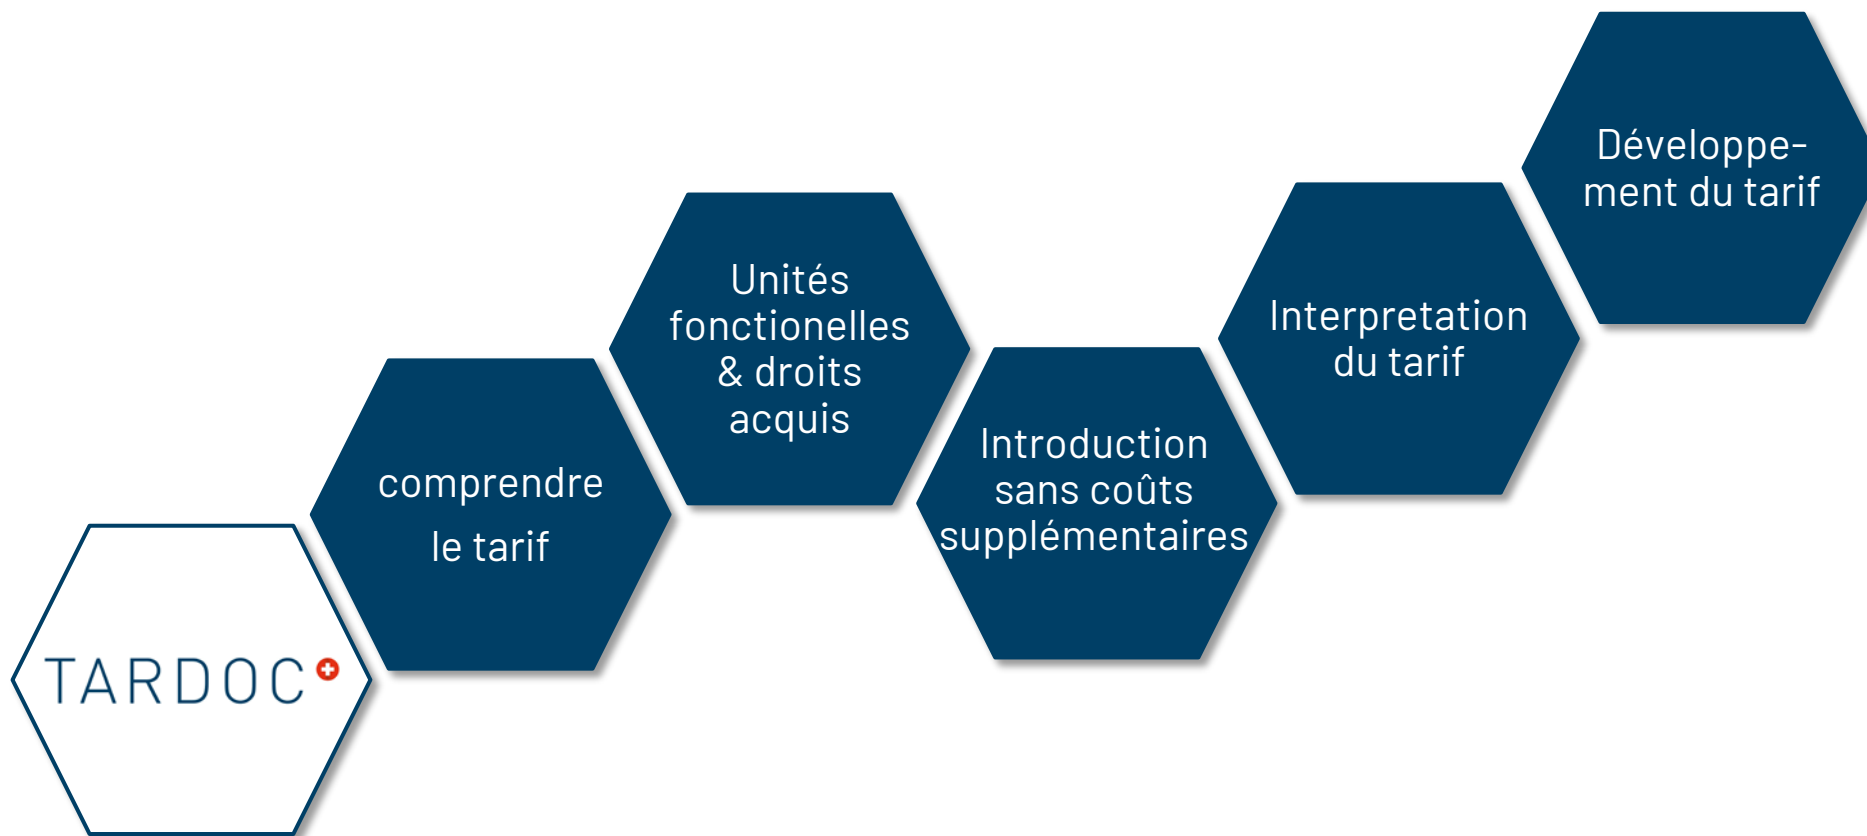 TARDOC
comprendre
le tarif
Unités
fonctionelles
& droits
acquis
Introduction
sans coûts
supplémentaires
Interpretation
du tarif
Développe-
ment du tarif